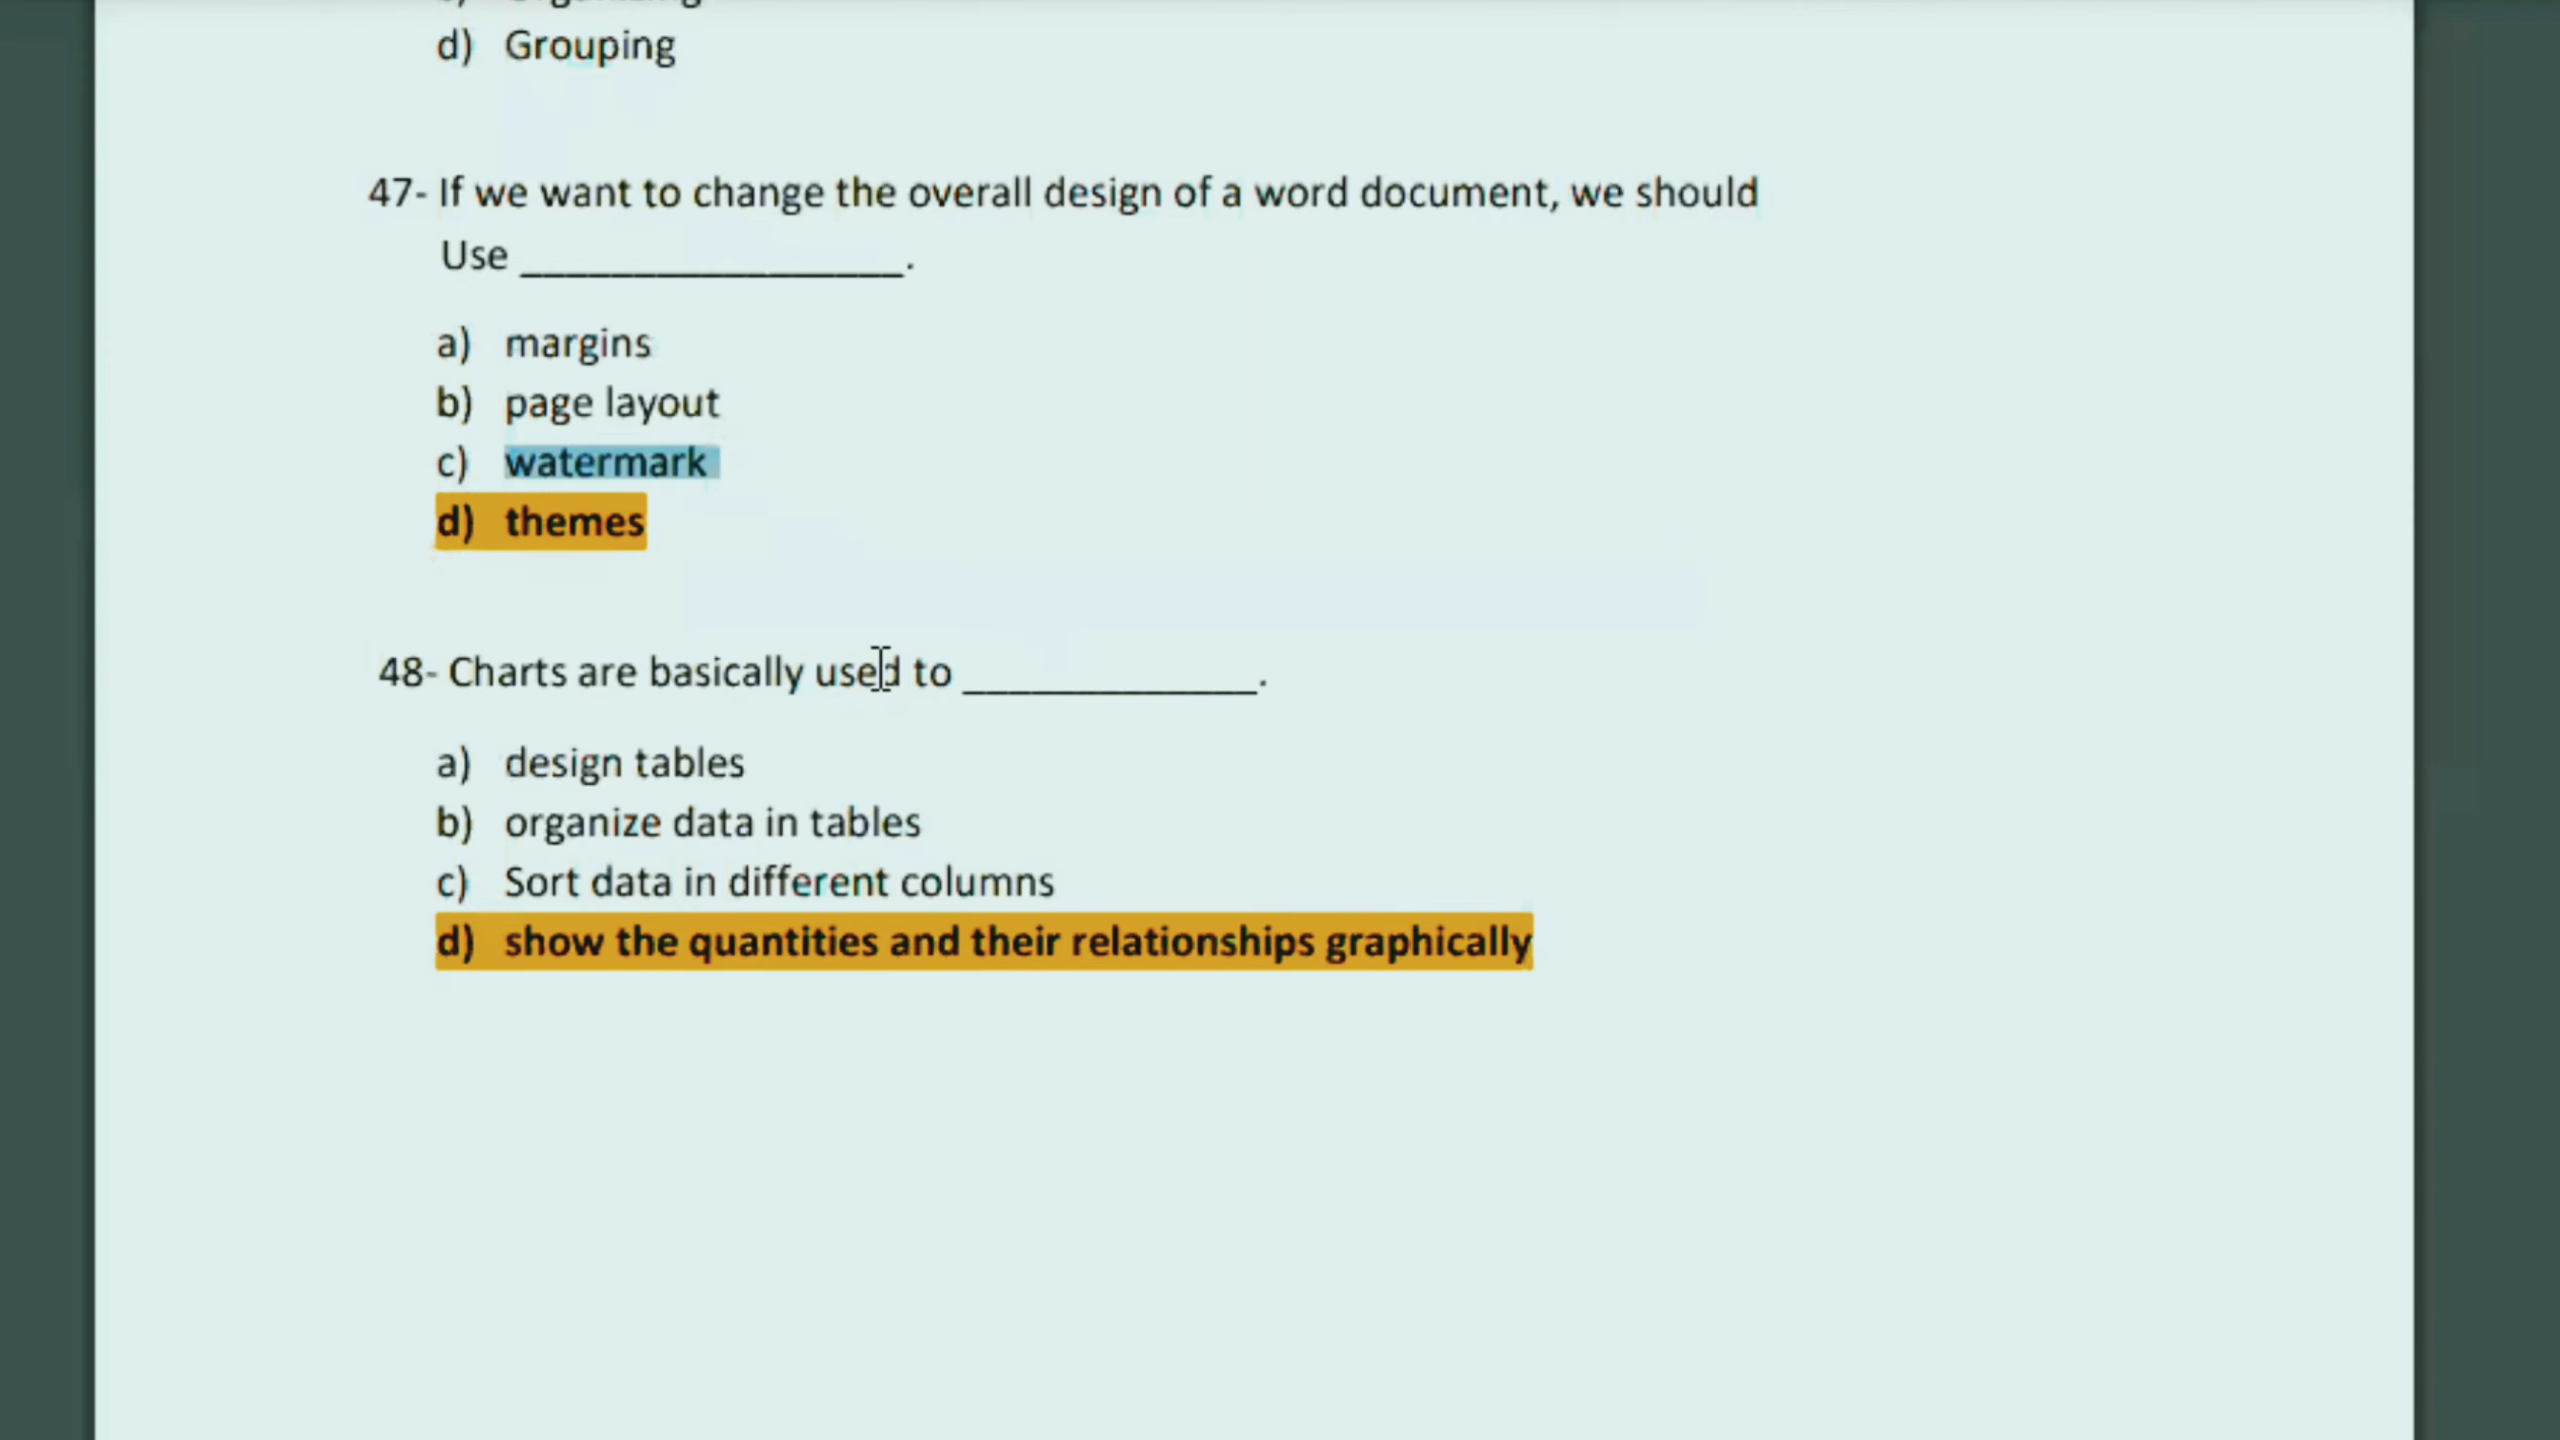 d) Grouping
47- If we want to change the overall design of a word document, we should
Use _________________.
a) margins
b) page layout
c) watermark
d) themes
48- Charts are basically used to _____________.
a) design tables
b) organize data in tables
c) Sort data in different columns
d) show the quantities and their relationships graphically